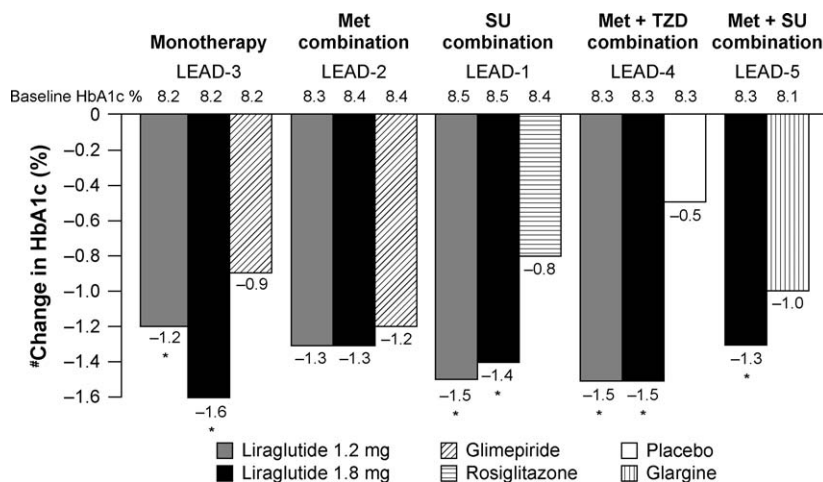 Monotherapy
LEAD-3
Met
combination
LEAD-2
SU
combination
LEAD-1
Met + TZD
combination
LEAD-4
Met + SU
combination
LEAD-5
Baseline HbA1c % 8.2 8.2 8.2 8.3 8.4 8.4 8.5 8.5 8.4 8.3 8.3 8.3 8.3 8.1
#Change in HbA1c (%)
0
–0.2
–0.4
–0.6
–0.8
–1.0
–1.2
–1.4
–1.6
–1.2
*
–1.6
*
–0.9
–1.3
–1.3
–1.2
–1.5
*
–1.4
*
–0.8
–1.5
*
–1.5
*
–0.5
–1.3
*
–1.0
Liraglutide 1.2 mg
Liraglutide 1.8 mg
Glimepiride
Rosiglitazone
Placebo
Glargine